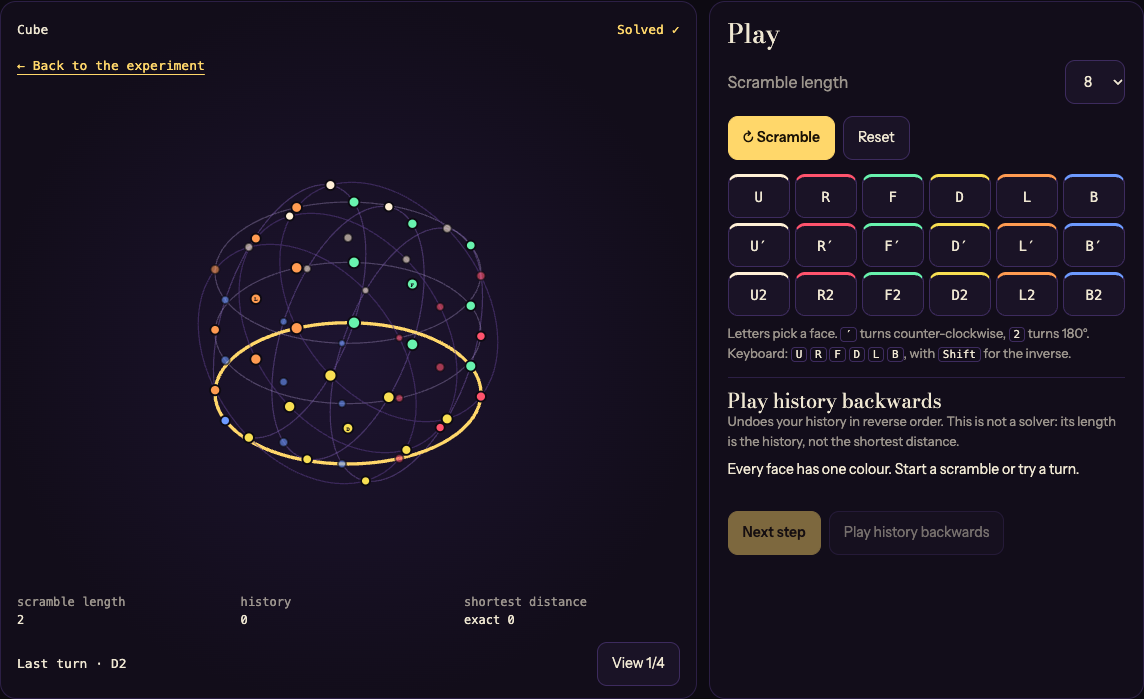 Cube
Solved ✓
← Back to the experiment
L
F
D
scramble length
2
history
0
shortest distance
exact 0
Last turn · D2
View 1/4
Play
Scramble length
8
↻ Scramble
Reset
U R F D L B
U′ R′ F′ D′ L′ B′
U2 R2 F2 D2 L2 B2
Letters pick a face. ′ turns counter-clockwise, 2 turns 180°.
Keyboard: U R F D L B, with Shift for the inverse.
Play history backwards
Undoes your history in reverse order. This is not a solver: its length
is the history, not the shortest distance.
Every face has one colour. Start a scramble or try a turn.
Next step
Play history backwards